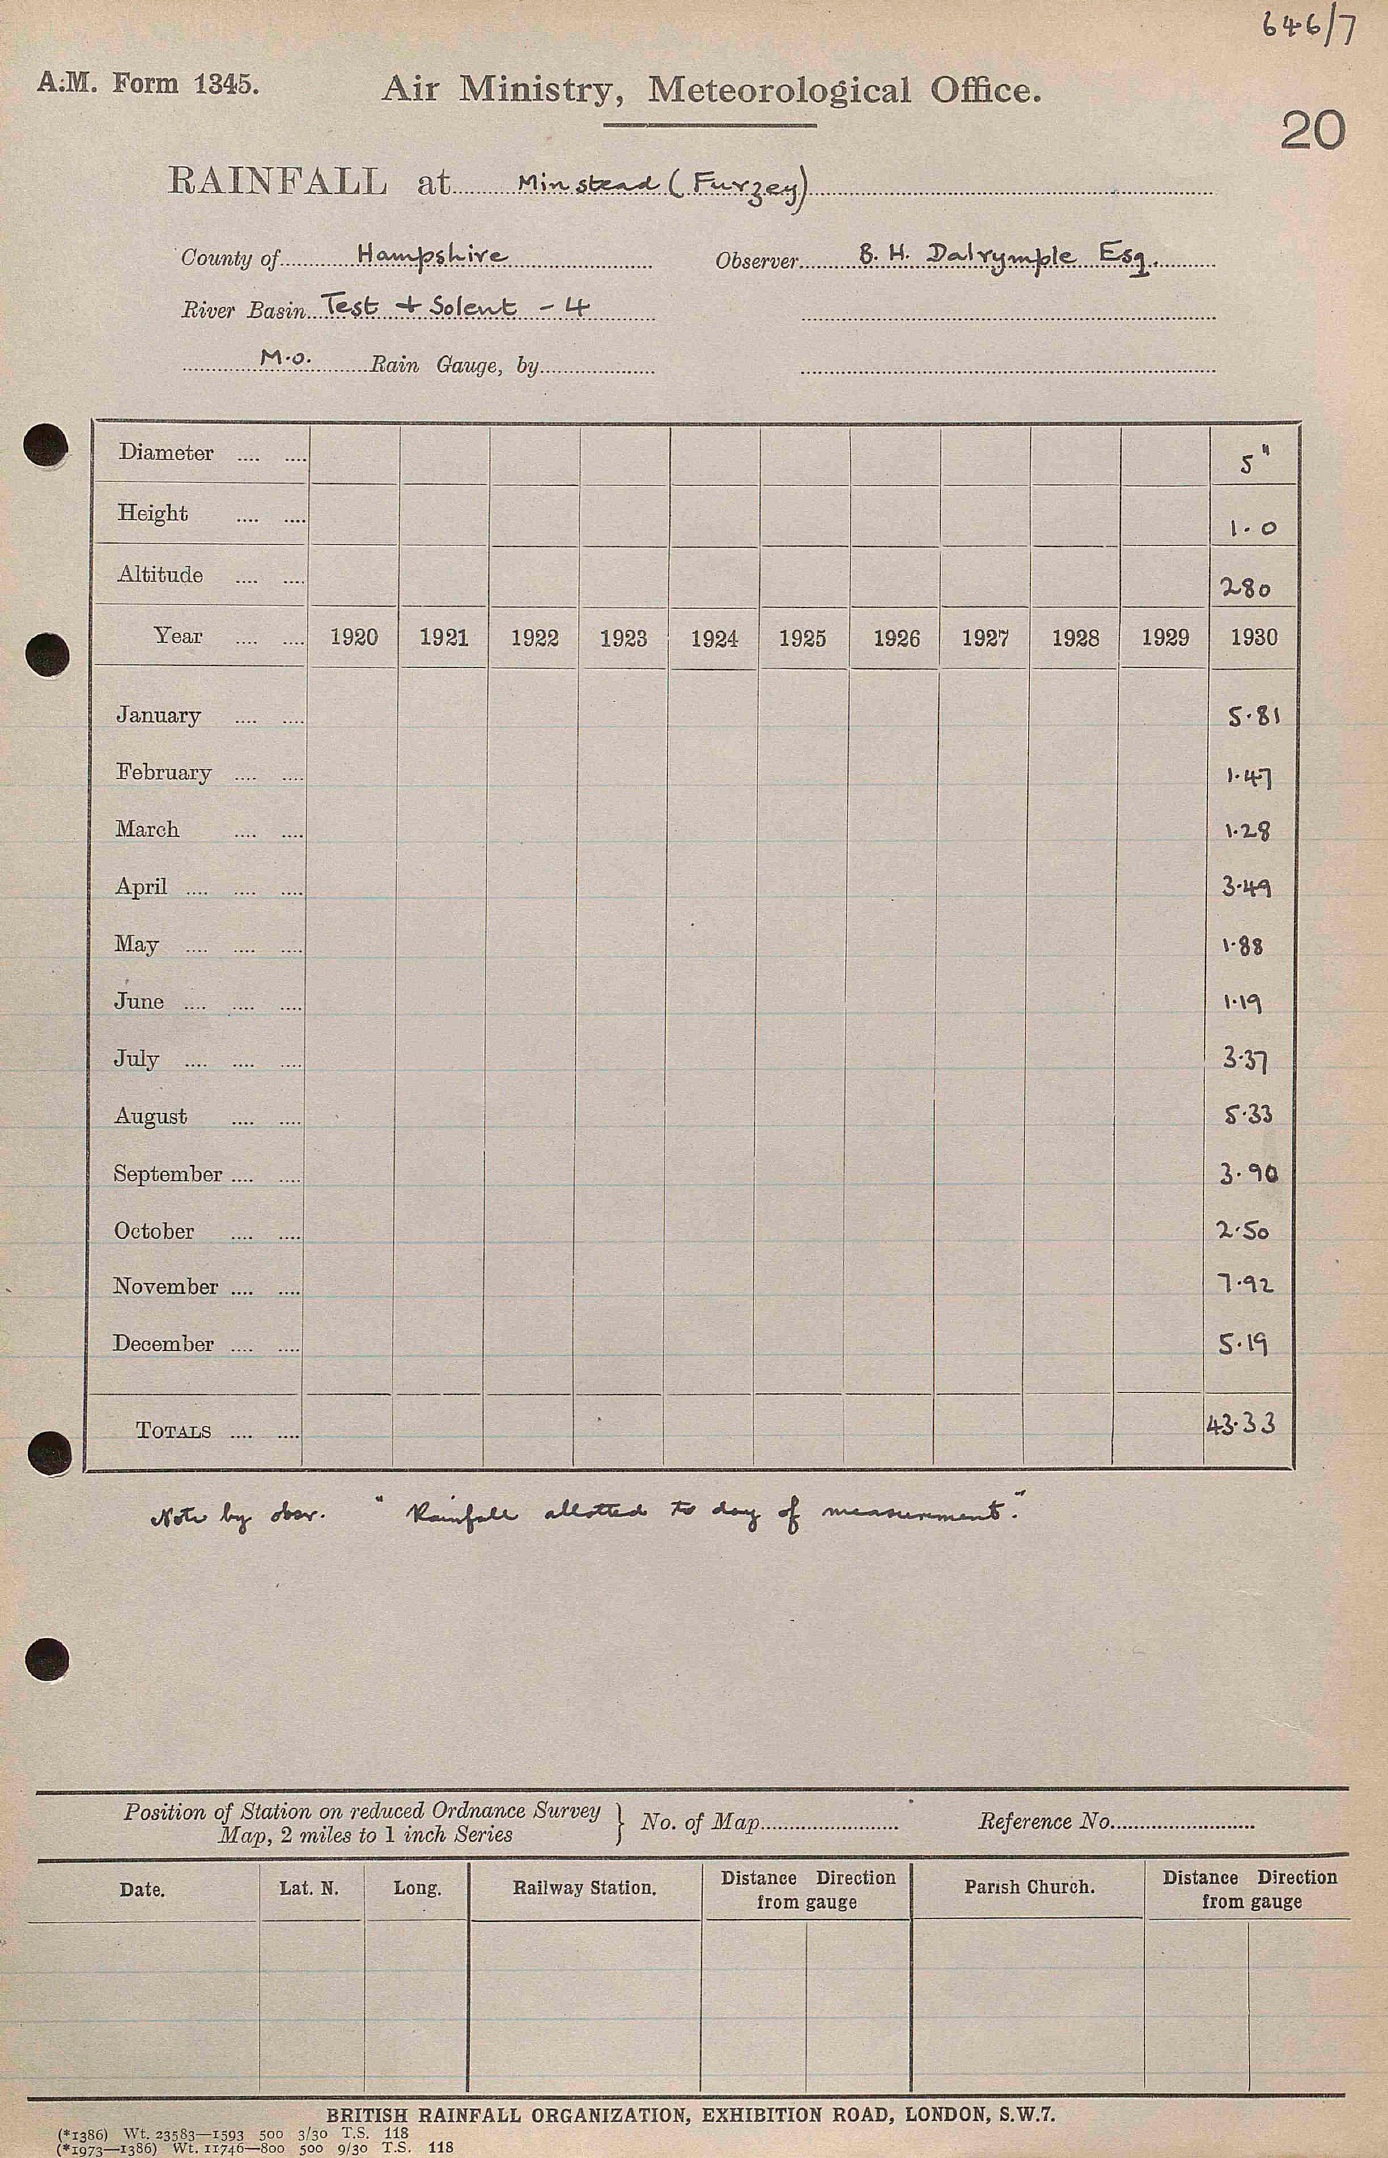 646/7
A.M. Form 1345. Air Ministry, Meteorological Office.
20
RAINFALL at Minstead (Furzey)
County of Hampshire Observer B. H. Dalrymple Esq.
River Basin Test + Solent - 4
M.O. Rain Gauge, by
Diameter .... .... 5"
Height .... .... 1.0
Altitude .... .... 280
Year .... .... 1920 1921 1922 1923 1924 1925 1926 1927 1928 1929 1930
January .... .... 5.81
February .... .... 1.47
March .... .... 1.28
April .... .... .... 3.49
May .... .... .... 1.88
June .... .... .... 1.19
July .... .... .... 3.37
August .... .... 5.33
September .... .... 3.90
October .... .... 2.50
November .... .... 7.92
December .... .... 5.19
TOTALS .... .... 43.33
Note by obser. "Rainfall allotted to day of measurement."
Position of Station on reduced Ordnance Survey } No. of Map Reference No.
Map, 2 miles to 1 inch Series
Date. Lat. N. Long. Railway Station. Distance Direction Parish Church. Distance Direction
from gauge from gauge
BRITISH RAINFALL ORGANIZATION, EXHIBITION ROAD, LONDON, S.W.7.
(*1386) Wt. 23583—1593 500 3/30 T.S. 118
(*1973—1386) Wt. 11746—800 500 9/30 T.S. 118